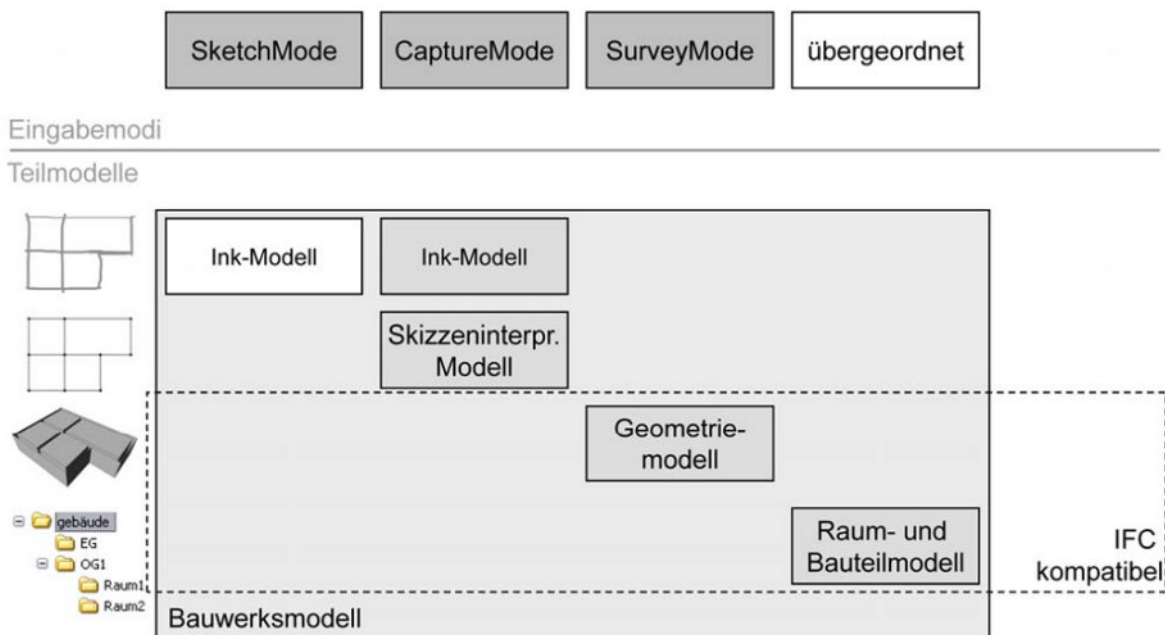 SketchMode CaptureMode SurveyMode übergeordnet
Eingabemodi
Teilmodelle
Ink-Modell Ink-Modell
Skizzeninterpr.
Modell
Geometrie-
modell
gebäude
EG
OG1
Raum1
Raum2
Raum- und
Bauteilmodell
IFC
kompatibel
Bauwerksmodell